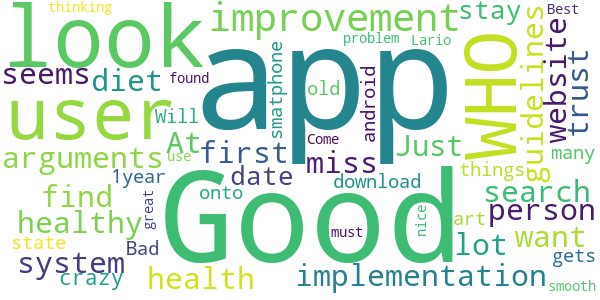 thinking
look
app
improvement
stay
Best
problem
Lario
WHO
guidelines
website
trust
seems
diet
user
Will
found
smatphone
old
android
At
arguments
first
Come
Just
many
miss
use
1year
date
download
things
search
find
onto
great
Good
must
nice
art
person
healthy
state
Bad
lot
want
system
crazy
health
implementation
gets
smooth